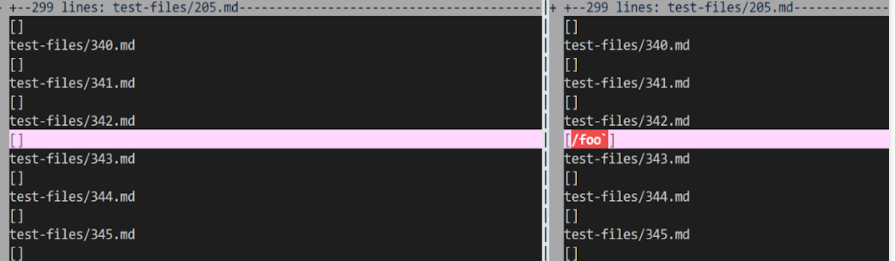 +--299 lines: test-files/205.md--------------------------------------
[]
test-files/340.md
[]
test-files/341.md
[]
test-files/342.md
[]
test-files/343.md
[]
test-files/344.md
[]
test-files/345.md
[]
+ +--299 lines: test-files/205.md------------
[]
test-files/340.md
[]
test-files/341.md
[]
test-files/342.md
[/foo`]
test-files/343.md
[]
test-files/344.md
[]
test-files/345.md
[]